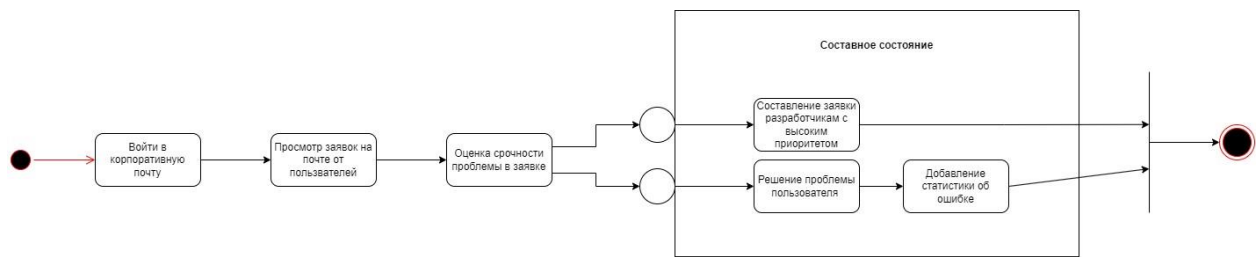 Составное состояние
Составление заявки
разработчикам с
высоким
приоритетом
Войти в
корпоративную
почту
Просмотр заявок на
почте от
пользвателей
Оценка срочности
проблемы в заявке
Решение проблемы
пользователя
Добавление
статистики об
ошибке